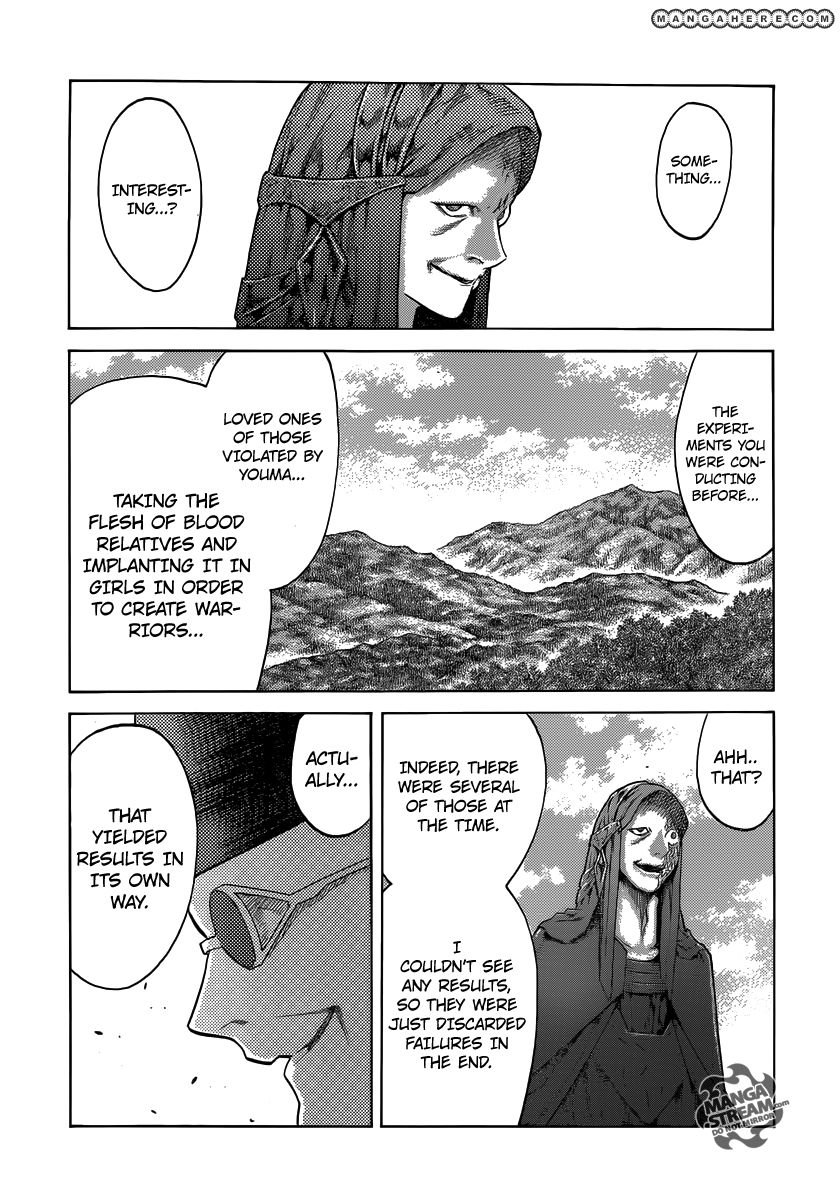 MANGAHERE.COM
SOME-
THING...
INTEREST-
ING...?
THE
EXPERI-
MENTS YOU
WERE CON-
DUCTING
BEFORE...
LOVED ONES
OF THOSE
VIOLATED BY
YOUMA...
TAKING THE
FLESH OF BLOOD
RELATIVES AND
IMPLANTING IT IN
GIRLS IN ORDER
TO CREATE WAR-
RIORS...
AHH..
THAT?
INDEED, THERE
WERE SEVERAL
OF THOSE AT
THE TIME.
I
COULDN'T SEE
ANY RESULTS,
SO THEY WERE
JUST DISCARDED
FAILURES IN
THE END.
ACTU-
ALLY...
THAT
YIELDED
RESULTS IN
ITS OWN
WAY.
MANGA
STREAM.com
DO NOT MIRROR